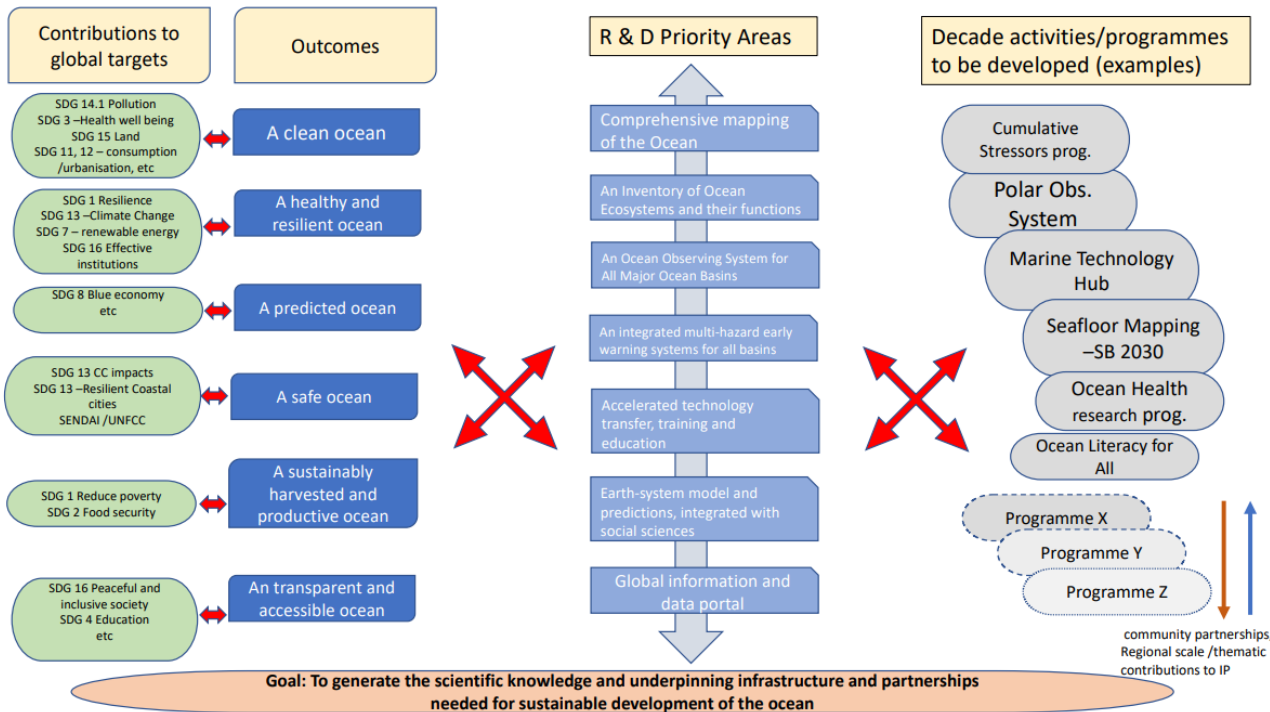 Contributions to
global targets
Outcomes
R & D Priority Areas
Decade activities/programmes
to be developed (examples)
SDG 14.1 Pollution
SDG 3 –Health well being
SDG 15 Land
SDG 11, 12 – consumption
/urbanisation, etc
A clean ocean
SDG 1 Resilience
SDG 13 –Climate Change
SDG 7 – renewable energy
SDG 16 Effective
institutions
A healthy and
resilient ocean
SDG 8 Blue economy
etc
A predicted ocean
SDG 13 CC impacts
SDG 13 –Resilient Coastal
cities
SENDAI /UNFCC
A safe ocean
SDG 1 Reduce poverty
SDG 2 Food security
A sustainably
harvested and
productive ocean
SDG 16 Peaceful and
inclusive society
SDG 4 Education
etc
An transparent and
accessible ocean
Comprehensive mapping
of the Ocean
An Inventory of Ocean
Ecosystems and their functions
An Ocean Observing System for
All Major Ocean Basins
An integrated multi-hazard early
warning systems for all basins
Accelerated technology
transfer, training and
education
Earth-system model and
predictions, integrated with
social sciences
Global information and
data portal
Cumulative
Stressors prog.
Polar Obs.
System
Marine Technology
Hub
Seafloor Mapping
–SB 2030
Ocean Health
research prog.
Ocean Literacy for
All
Programme X
Programme Y
Programme Z
community partnerships
Regional scale /thematic
contributions to IP
Goal: To generate the scientific knowledge and underpinning infrastructure and partnerships
needed for sustainable development of the ocean